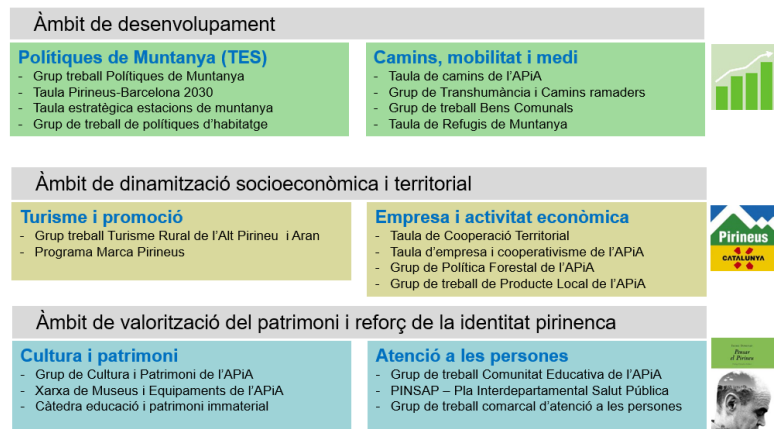 Àmbit de desenvolupament
Polítiques de Muntanya (TES)
- Grup treball Polítiques de Muntanya
- Taula Pirineus-Barcelona 2030
- Taula estratègica estacions de muntanya
- Grup de treball de polítiques d'habitatge
Camins, mobilitat i medi
- Taula de camins de l'APiA
- Grup de Transhumància i Camins ramaders
- Grup de treball Bens Comunals
- Taula de Refugis de Muntanya
Àmbit de dinamització socioeconòmica i territorial
Turisme i promoció
- Grup treball Turisme Rural de l'Alt Pirineu i Aran
- Programa Marca Pirineus
Empresa i activitat econòmica
- Taula de Cooperació Territorial
- Taula d'empresa i cooperativisme de l'APiA
- Grup de Política Forestal de l'APiA
- Grup de treball de Producte Local de l'APiA
Pirineus
CATALUNYA
Àmbit de valorització del patrimoni i reforç de la identitat pirinenca
Cultura i patrimoni
- Grup de Cultura i Patrimoni de l'APiA
- Xarxa de Museus i Equipaments de l'APiA
- Càtedra educació i patrimoni immaterial
Atenció a les persones
- Grup de treball Comunitat Educativa de l'APiA
- PINSAP – Pla Interdepartamental Salut Pública
- Grup de treball comarcal d'atenció a les persones
Pensar
el Pirineu